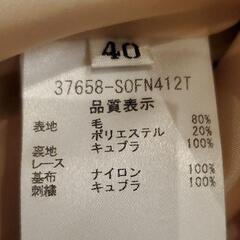 40
37658-SOFN412T
品質表示
表地 毛 80%
ポリエステル 20%
裏地 キュプラ 100%
レース
基布 ナイロン 100%
刺繍 キュプラ 100%